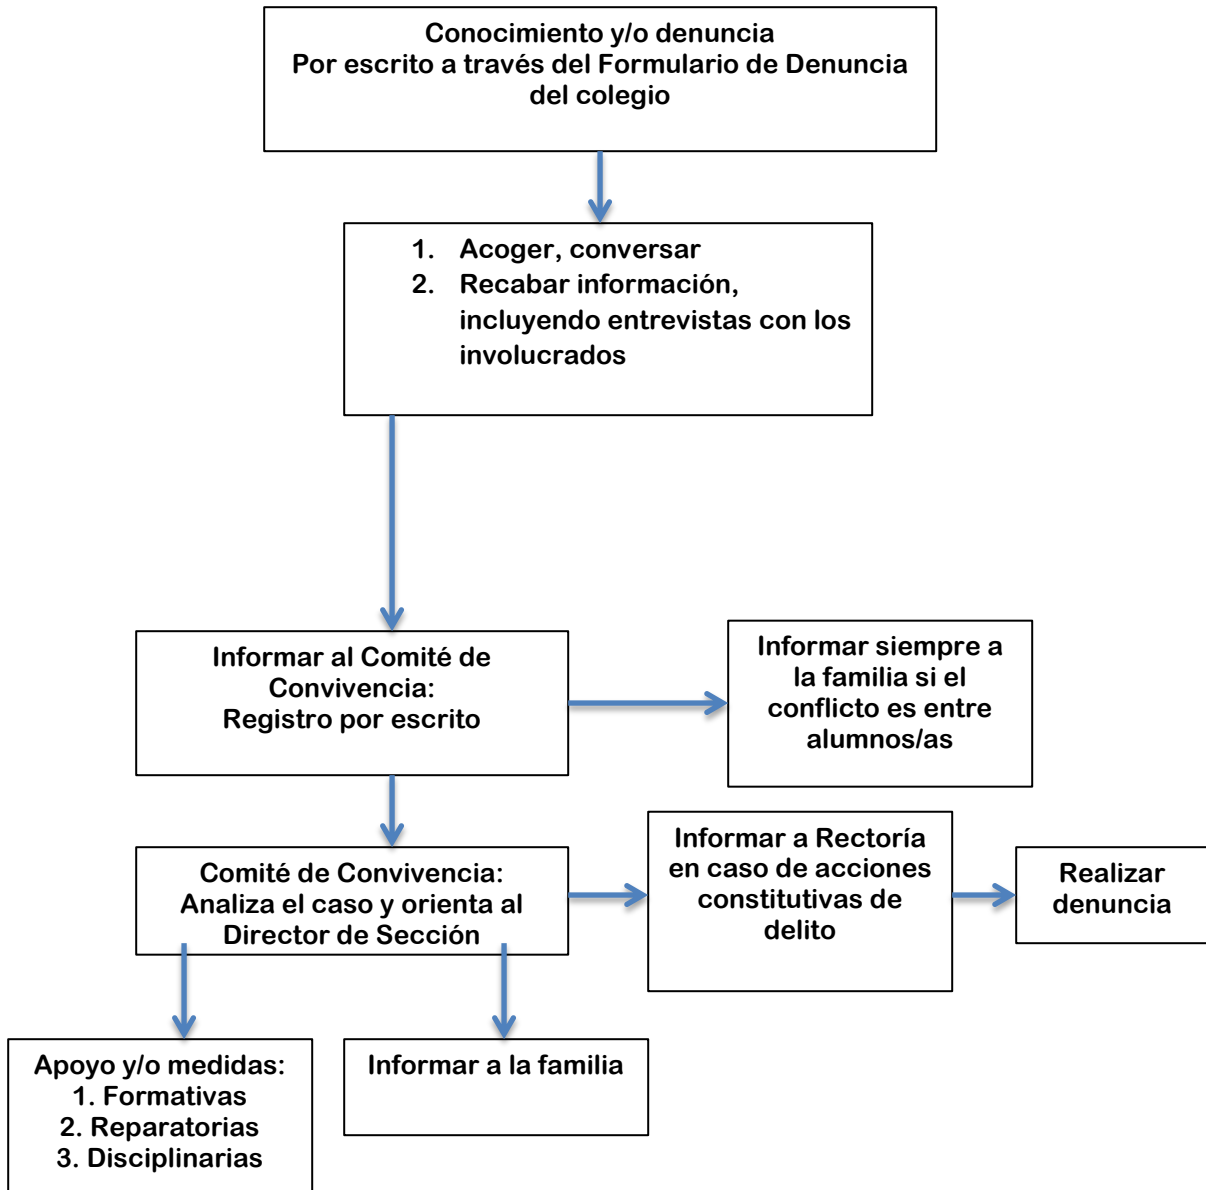 Conocimiento y/o denuncia
Por escrito a través del Formulario de Denuncia
del colegio
1. Acoger, conversar
2. Recabar información,
incluyendo entrevistas con los
involucrados
Informar al Comité de
Convivencia:
Registro por escrito
Informar siempre a
la familia si el
conflicto es entre
alumnos/as
Comité de Convivencia:
Analiza el caso y orienta al
Director de Sección
Informar a Rectoría
en caso de acciones
constitutivas de
delito
Realizar
denuncia
Apoyo y/o medidas:
1. Formativas
2. Reparatorias
3. Disciplinarias
Informar a la familia